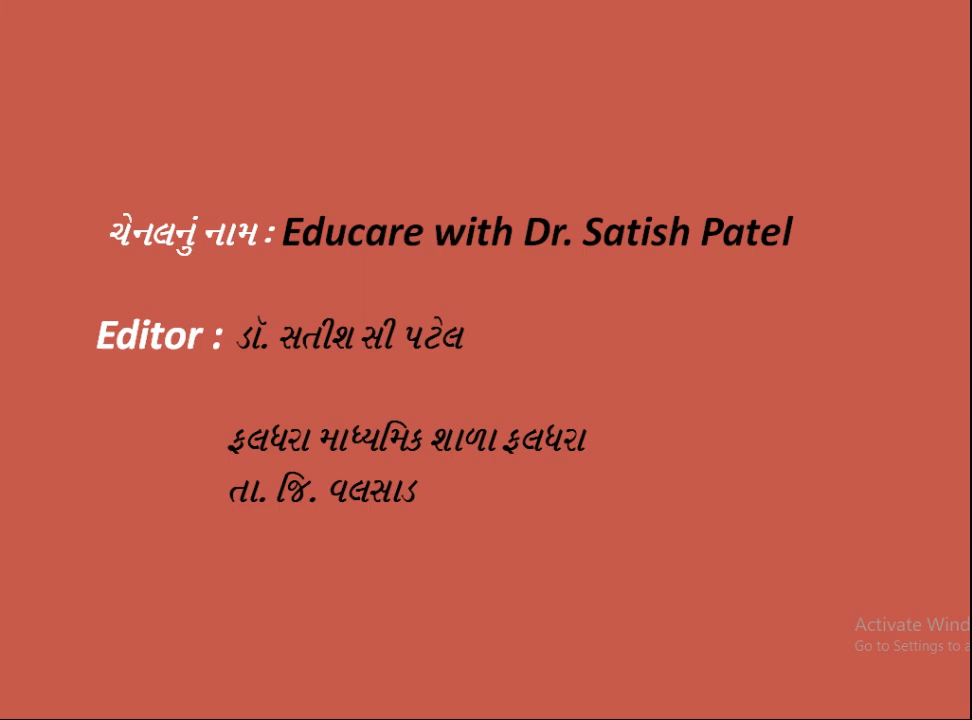 ચેનલનું નામ : Educare with Dr. Satish Patel
Editor : ડૉ. સતીશ સી પટેલ
ફલધરા માધ્યમિક શાળા ફલધરા
તા. જિ. વલસાડ
Activate Wind
Go to Settings to a